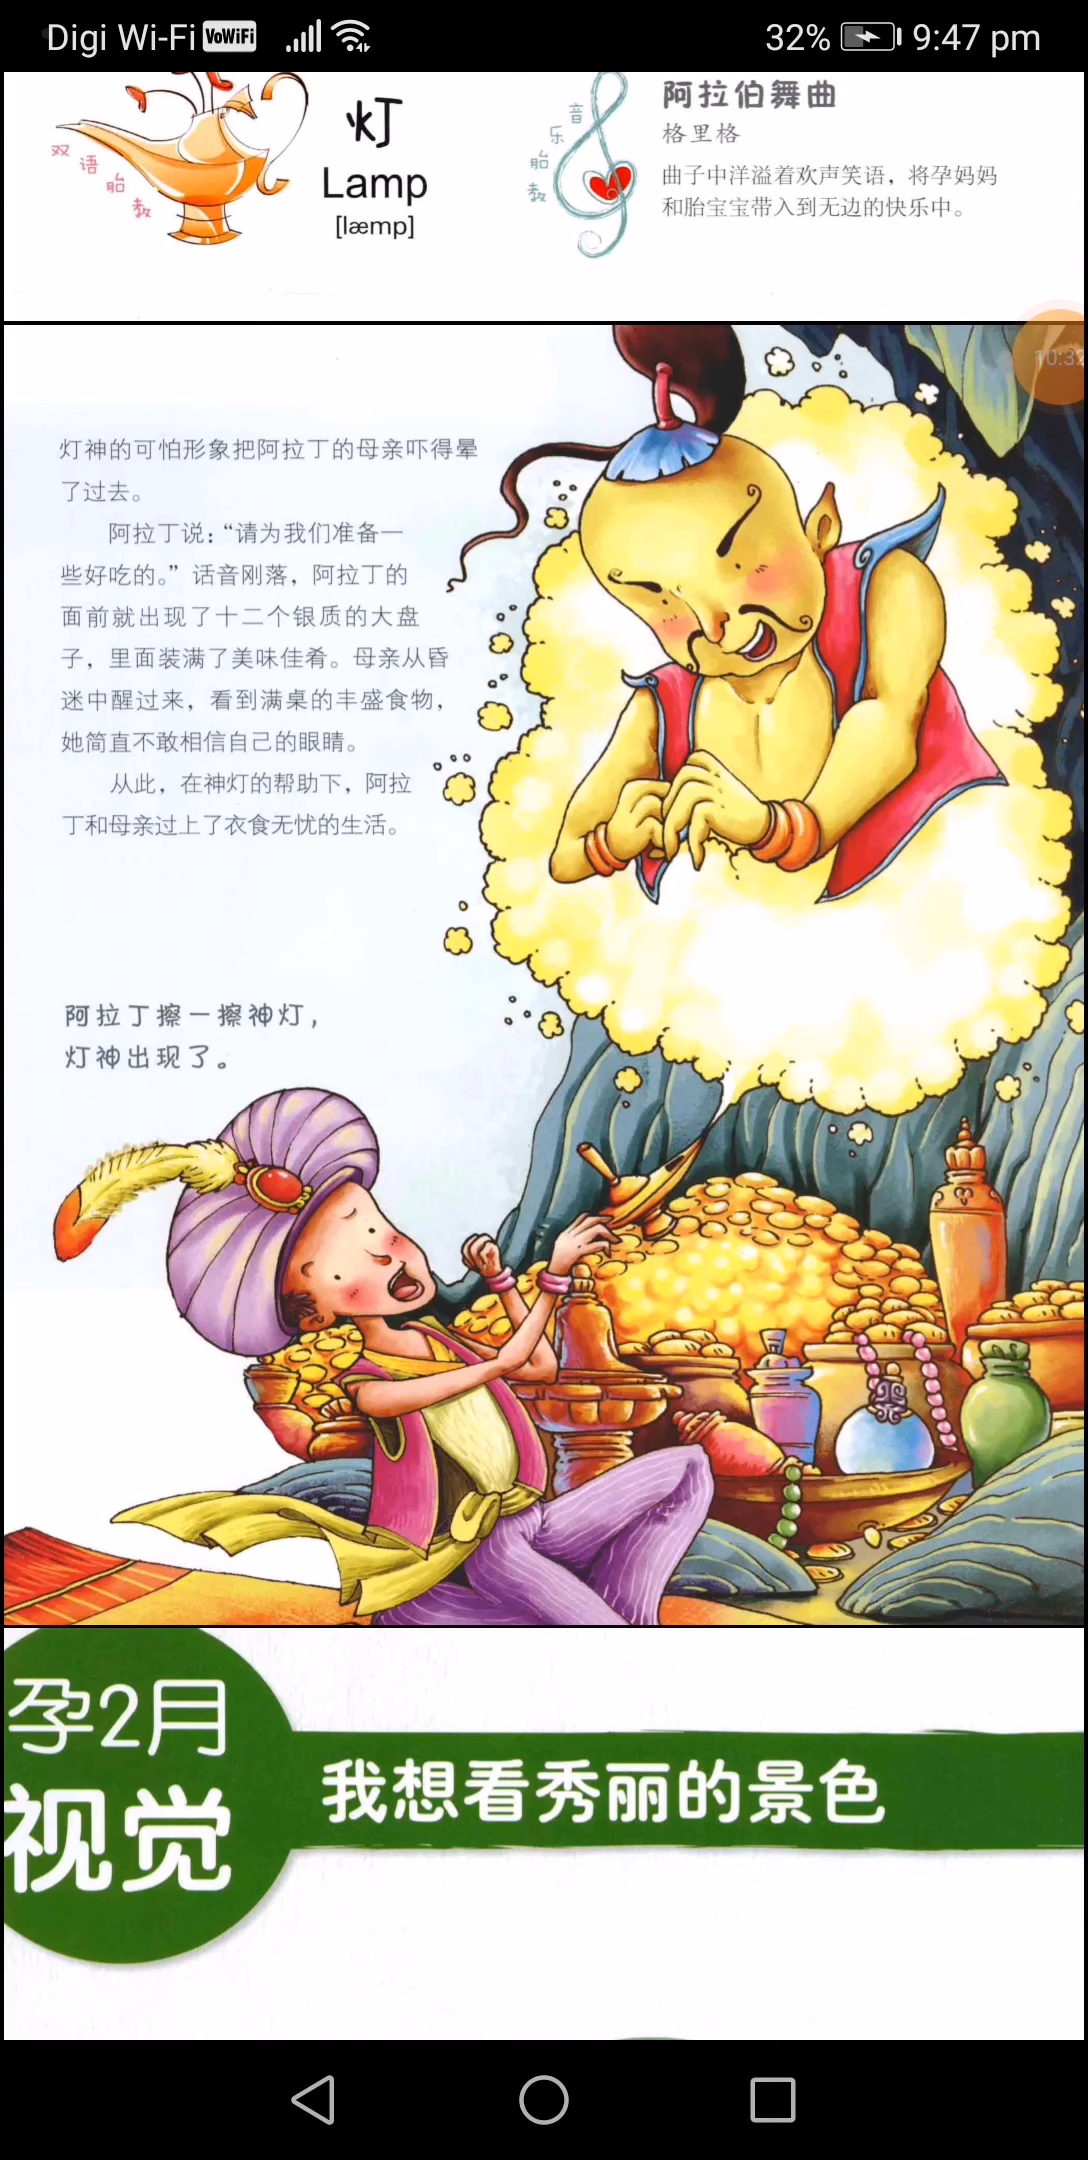 Digi Wi-Fi VoWiFi 32% 9:47 pm
双语胎教
灯
Lamp
[læmp]
音乐胎教
阿拉伯舞曲
格里格
曲子中洋溢着欢声笑语，将孕妈妈
和胎宝宝带入到无边的快乐中。
10:32
灯神的可怕形象把阿拉丁的母亲吓得晕
了过去。
阿拉丁说：“请为我们准备一
些好吃的。”话音刚落，阿拉丁的
面前就出现了十二个银质的大盘
子，里面装满了美味佳肴。母亲从昏
迷中醒过来，看到满桌的丰盛食物，
她简直不敢相信自己的眼睛。
从此，在神灯的帮助下，阿拉
丁和母亲过上了衣食无忧的生活。
阿拉丁擦一擦神灯，
灯神出现了。
孕2月
视觉
我想看秀丽的景色